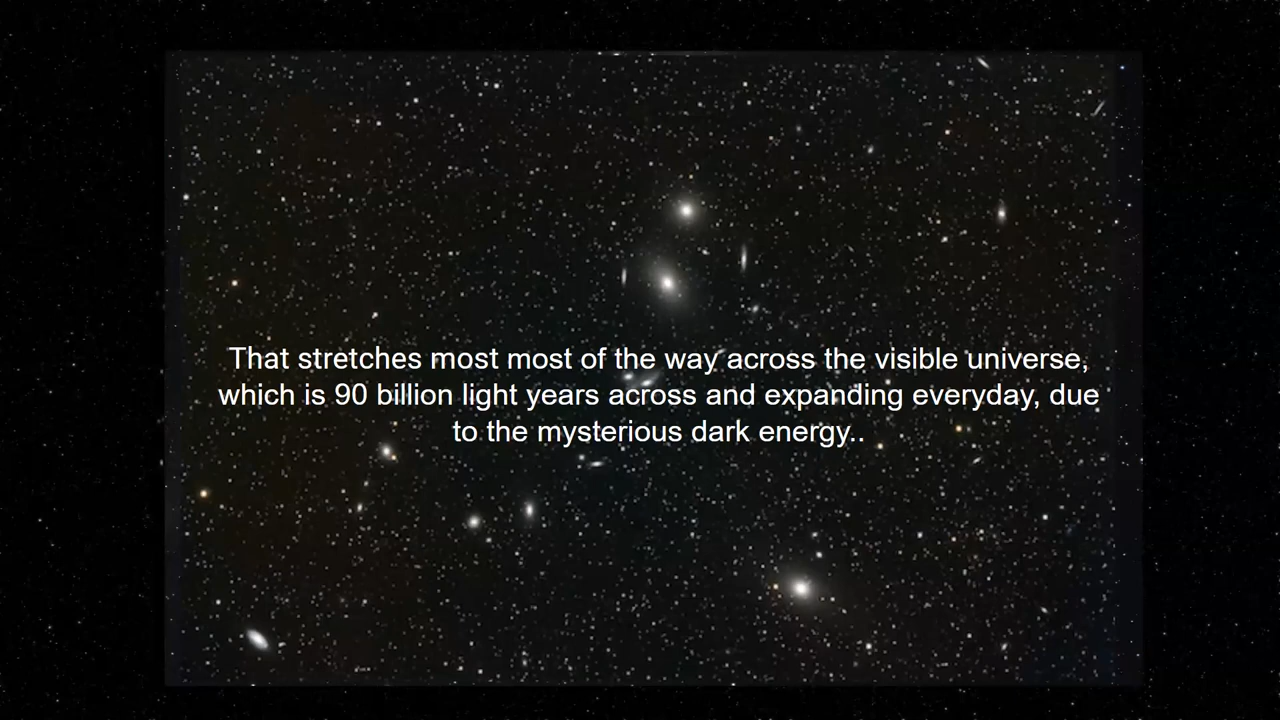 That stretches most most of the way across the visible universe,
which is 90 billion light years across and expanding everyday, due
to the mysterious dark energy..